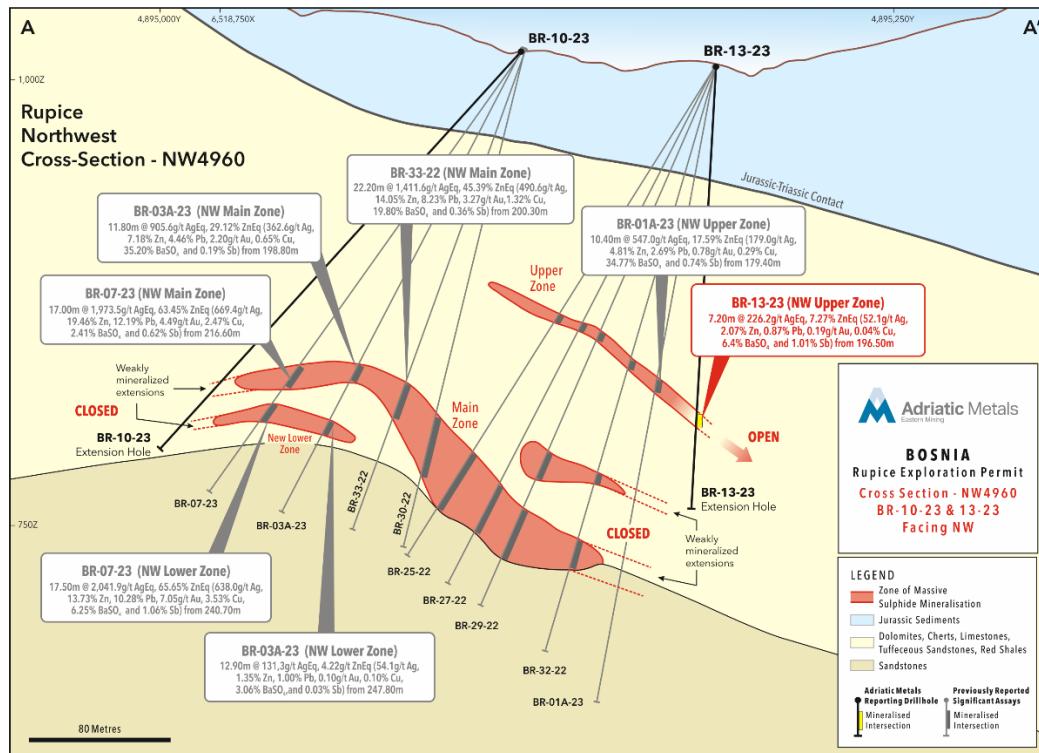 A
4,895,000Y
6,518,750X
4,895,250Y
A'
BR-10-23
BR-13-23
1,000Z
Rupice
Northwest
Cross-Section - NW4960
Jurassic-Triassic Contact
BR-33-22 (NW Main Zone)
22.20m @ 1,411.6g/t AgEq, 45.39% ZnEq (490.6g/t Ag,
14.05% Zn, 8.23% Pb, 3.27g/t Au, 1.32% Cu,
19.80% BaSO4 and 0.36% Sb) from 200.30m
BR-03A-23 (NW Main Zone)
11.80m @ 905.6g/t AgEq, 29.12% ZnEq (362.6g/t Ag,
7.18% Zn, 4.46% Pb, 2.20g/t Au, 0.65% Cu,
35.20% BaSO4 and 0.19% Sb) from 198.80m
BR-01A-23 (NW Upper Zone)
10.40m @ 547.0g/t AgEq, 17.59% ZnEq (179.0g/t Ag,
4.81% Zn, 2.69% Pb, 0.78g/t Au, 0.29% Cu,
34.77% BaSO4 and 0.74% Sb) from 179.40m
BR-07-23 (NW Main Zone)
17.00m @ 1,973.5g/t AgEq, 63.45% ZnEq (669.4g/t Ag,
19.46% Zn, 12.19% Pb, 4.49g/t Au, 2.47% Cu,
2.41% BaSO4 and 0.62% Sb) from 216.60m
Upper
Zone
BR-13-23 (NW Upper Zone)
7.20m @ 226.2g/t AgEq, 7.27% ZnEq (52.1g/t Ag,
2.07% Zn, 0.87% Pb, 0.19g/t Au, 0.04% Cu,
6.4% BaSO4 and 1.01% Sb) from 196.50m
Weakly
mineralized
extensions
CLOSED
BR-10-23
Extension Hole
New Lower
Zone
Main
Zone
OPEN
BR-07-23
BR-03A-23
BR-33-22
BR-30-22
BR-25-22
BR-27-22
BR-29-22
BR-32-22
BR-01A-23
BR-13-23
Extension Hole
CLOSED
Weakly
mineralized
extensions
750Z
BR-07-23 (NW Lower Zone)
17.50m @ 2,041.9g/t AgEq, 65.65% ZnEq (638.0g/t Ag,
13.73% Zn, 10.28% Pb, 7.05g/t Au, 3.53% Cu,
6.25% BaSO4 and 1.06% Sb) from 240.70m
BR-03A-23 (NW Lower Zone)
12.90m @ 131,3g/t AgEq, 4.22g/t ZnEq (54.1g/t Ag,
1.35% Zn, 1.00% Pb, 0.10g/t Au, 0.10% Cu,
3.06% BaSO4,and 0.03% Sb) from 247.80m
80 Metres
Adriatic Metals
Eastern Mining
BOSNIA
Rupice Exploration Permit
Cross Section - NW4960
BR-10-23 & 13-23
Facing NW
LEGEND
Zone of Massive
Sulphide Mineralisation
Jurassic Sediments
Dolomites, Cherts, Limestones,
Tuffeceous Sandstones, Red Shales
Sandstones
Adriatic Metals
Reporting Drillhole
Mineralised
Intersection
Previously Reported
Significant Assays
Mineralised
Intersection